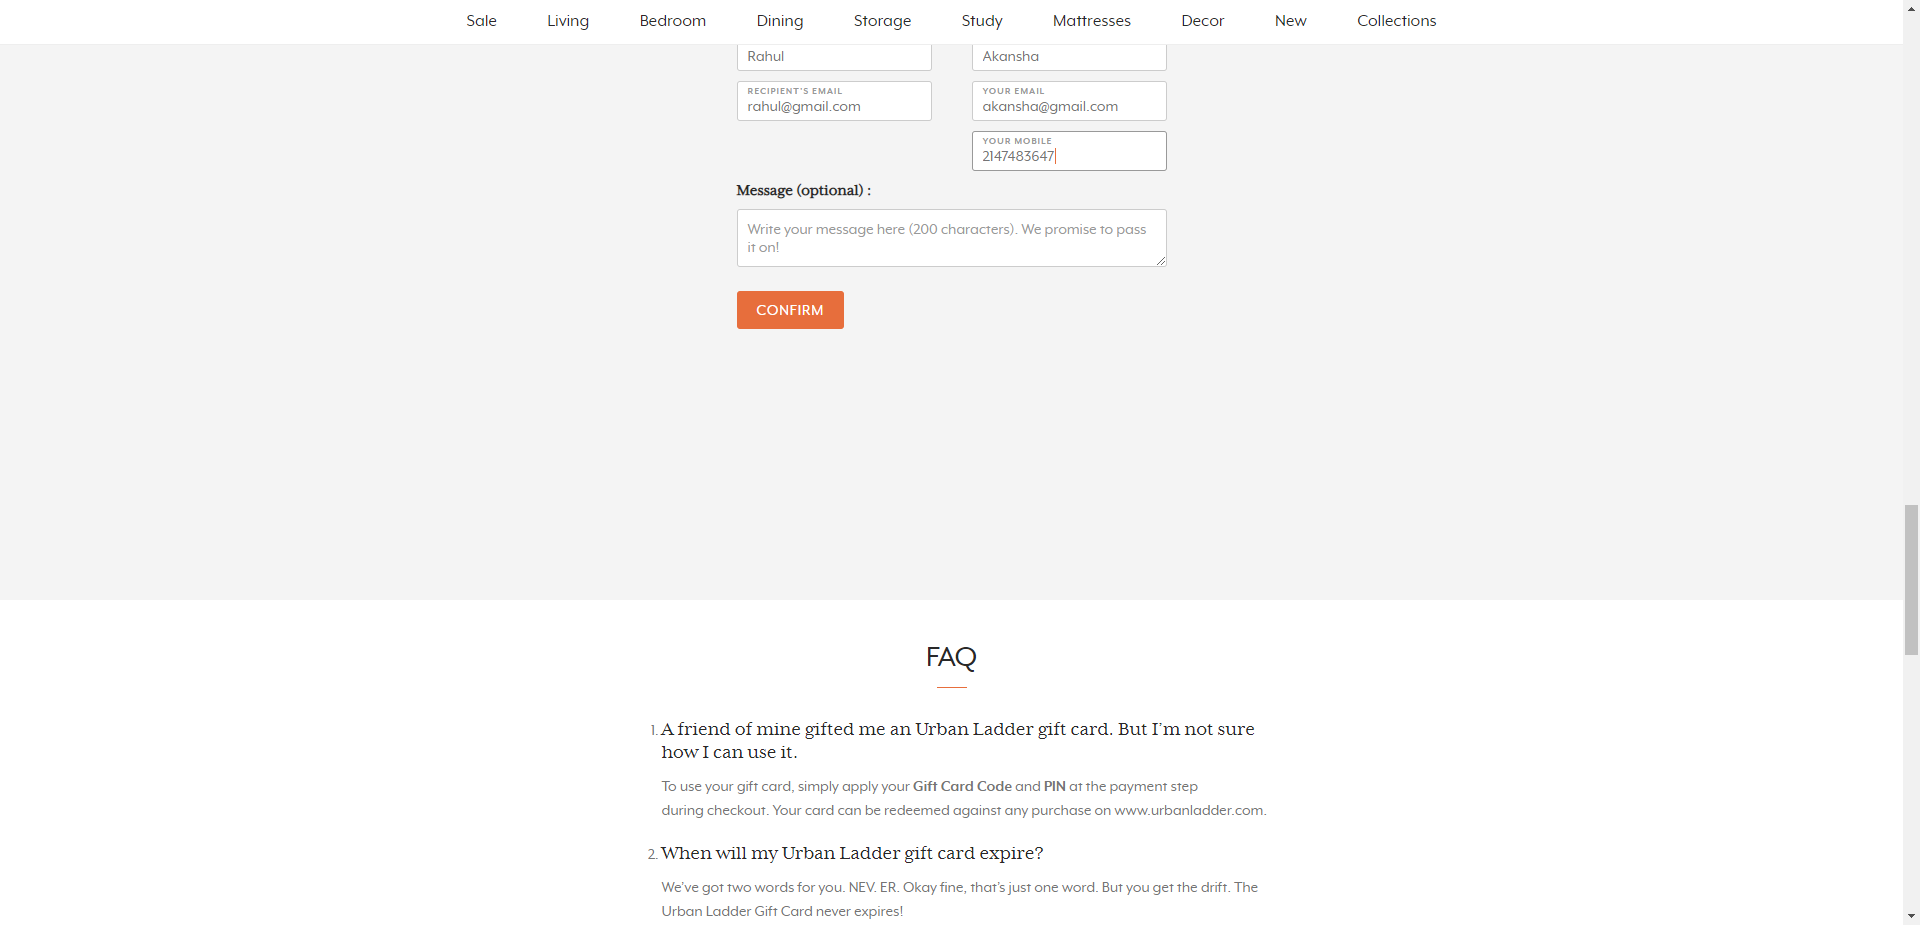 Sale Living Bedroom Dining Storage Study Mattresses Decor New Collections
Rahul Akansha
RECIPIENT'S EMAIL YOUR EMAIL
rahul@gmail.com akansha@gmail.com
YOUR MOBILE
2147483647
Message (optional) :
Write your message here (200 characters). We promise to pass
it on!
CONFIRM
FAQ
1. A friend of mine gifted me an Urban Ladder gift card. But I'm not sure
how I can use it.
To use your gift card, simply apply your Gift Card Code and PIN at the payment step
during checkout. Your card can be redeemed against any purchase on www.urbanladder.com.
2. When will my Urban Ladder gift card expire?
We've got two words for you. NEV. ER. Okay fine, that's just one word. But you get the drift. The
Urban Ladder Gift Card never expires!